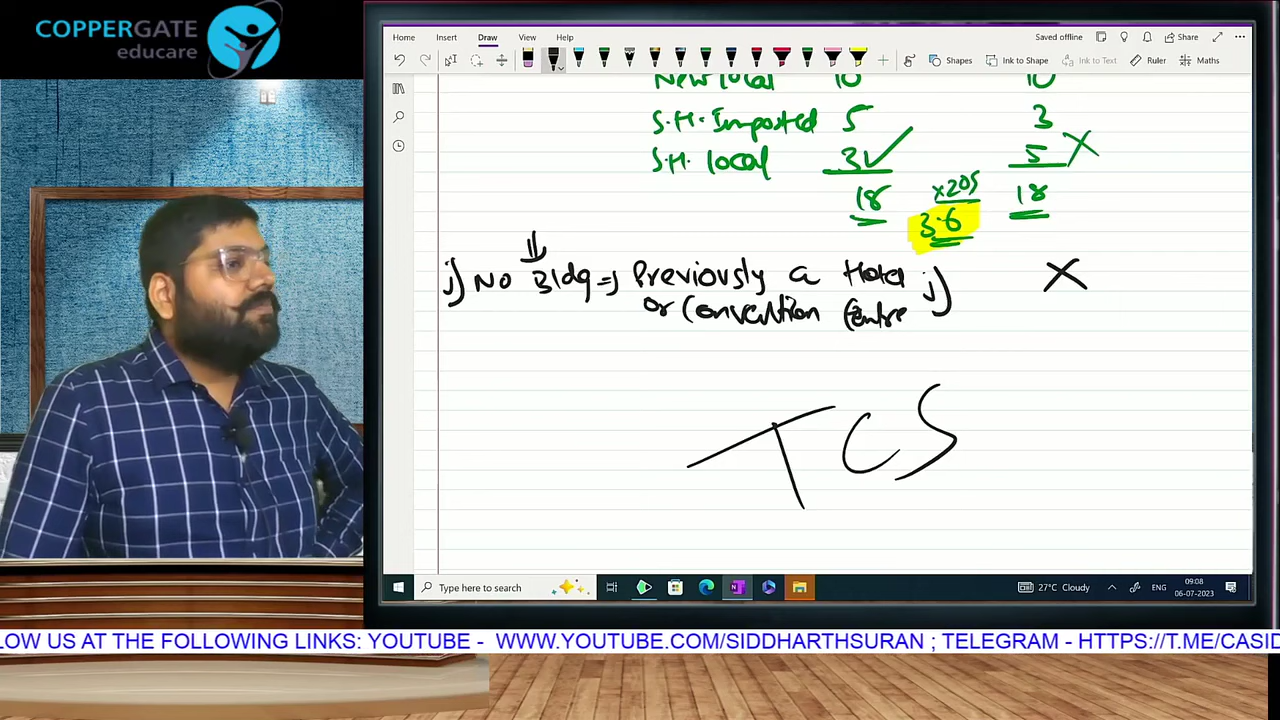 COPPERGATE
educare
Home Insert Draw View Help
Saved offline
Share
Shapes
Ink to Shape
Ink to Text
Ruler
Maths
New local 10 10
S.H. Imported 5 3
S.H. local 3 5
18 18
3.6
j) No Bldg => Previously a Hotel
or Convention Centre
TCS
Type here to search
27°C Cloudy
ENG
09:08
06-07-2023
LOW US AT THE FOLLOWING LINKS: YOUTUBE - WWW.YOUTUBE.COM/SIDDHARTHSURAN ; TELEGRAM - HTTPS://T.ME/CASID